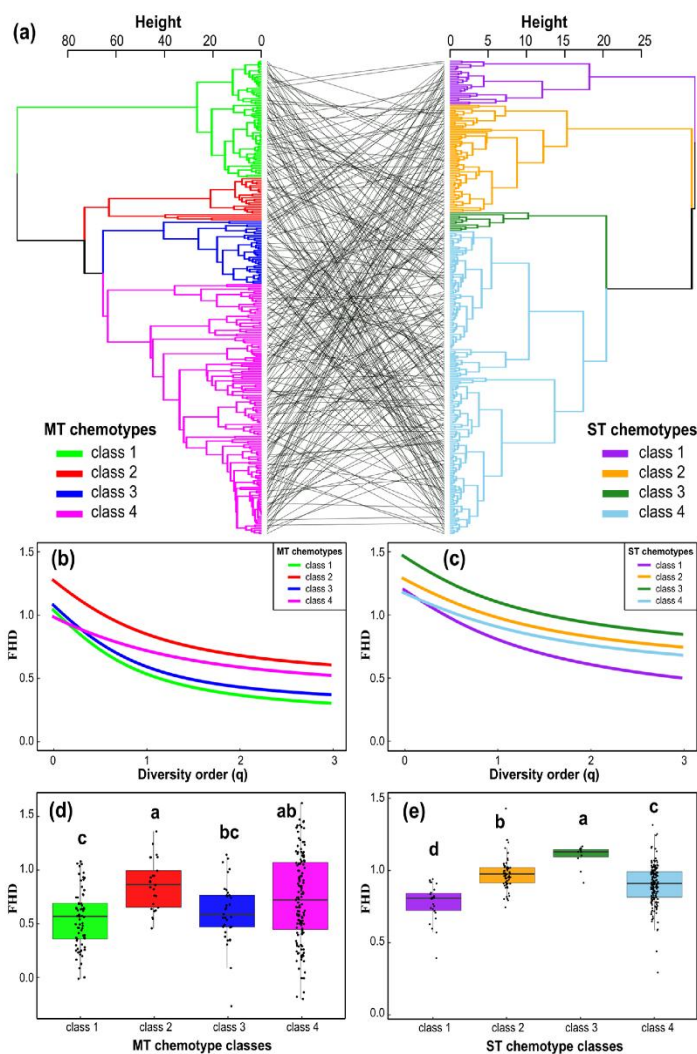 Height Height
(a)
80 60 40 20 0 0 5 10 15 20 25
MT chemotypes ST chemotypes
class 1 class 1
class 2 class 2
class 3 class 3
class 4 class 4
(b) MT chemotypes (c) ST chemotypes
class 1 class 1
class 2 class 2
class 3 class 3
class 4 class 4
1.5 1.5
1.0 1.0
FHD FHD
0.5 0.5
0.0 0.0
0 1 2 3 0 1 2 3
Diversity order (q) Diversity order (q)
(d) (e)
1.5 1.5
c a bc ab d b a c
1.0 1.0
FHD FHD
0.5 0.5
0.0 0.0
class 1 class 2 class 3 class 4 class 1 class 2 class 3 class 4
MT chemotype classes ST chemotype classes